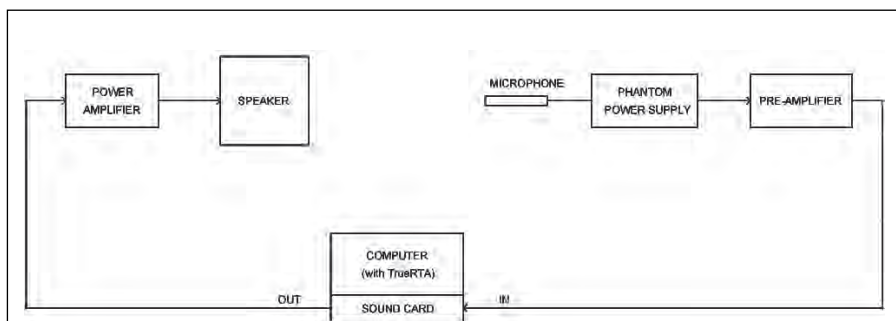 POWER
AMPLIFIER
SPEAKER
MICROPHONE
PHANTOM
POWER SUPPLY
PRE-AMPLIFIER
COMPUTER
(with TrueRTA)
OUT
SOUND CARD
IN